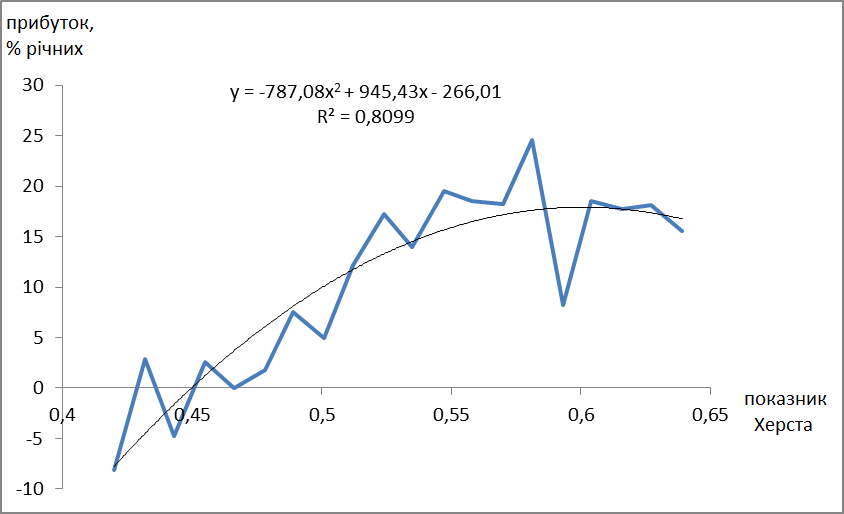 прибуток,
% річних
y = -787,08x² + 945,43x - 266,01
R² = 0,8099
30
25
20
15
10
5
0
-5
-10
0,4
0,45
0,5
0,55
0,6
0,65
показник
Херста